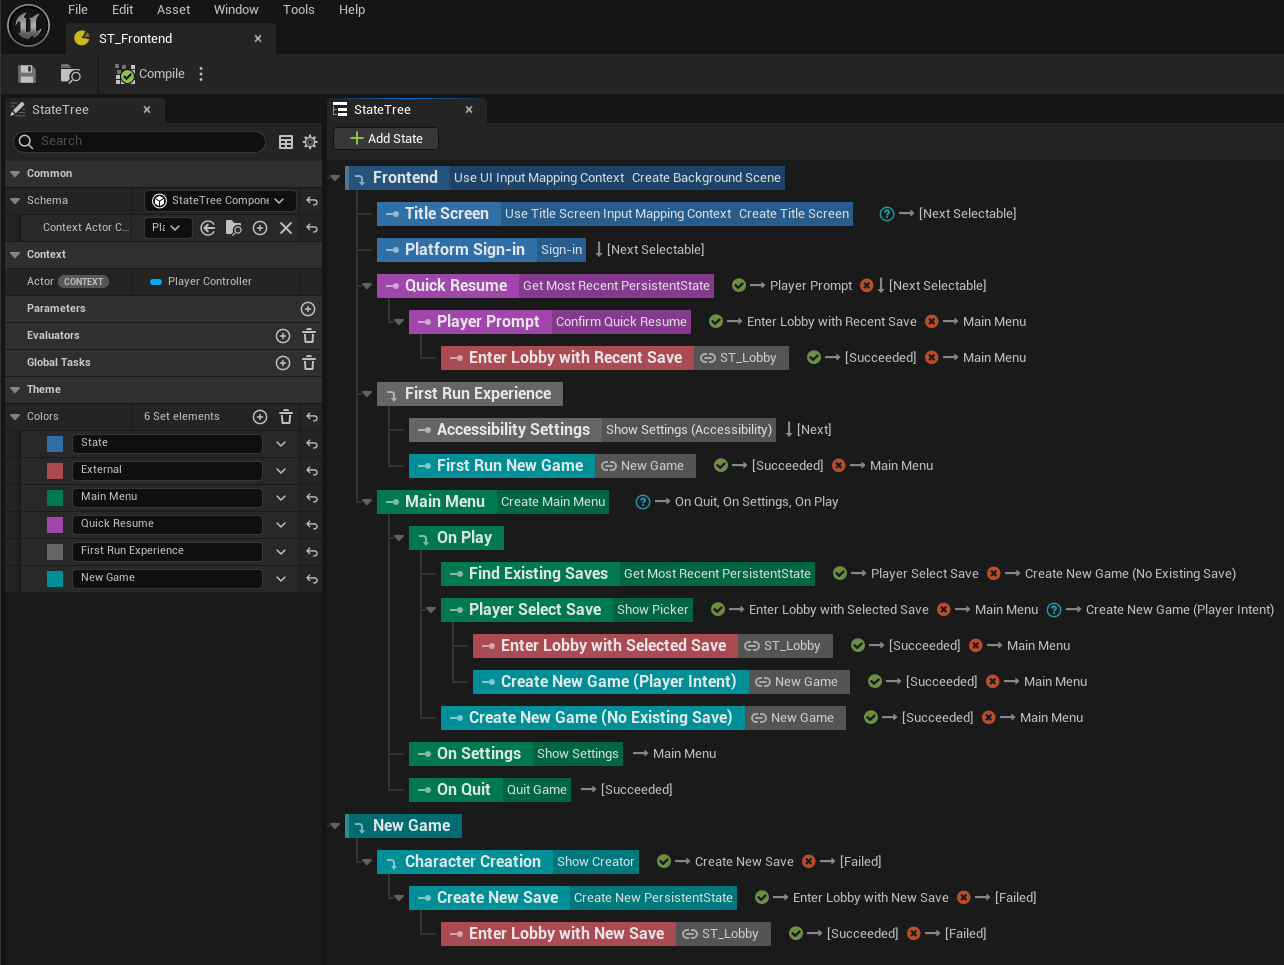 File Edit Asset Window Tools Help
ST_Frontend
Compile
StateTree
Search
Common
Schema StateTree Compone
Context Actor C... Pla
Context
Actor CONTEXT Player Controller
Parameters
Evaluators
Global Tasks
Theme
Colors 6 Set elements
State
External
Main Menu
Quick Resume
First Run Experience
New Game
StateTree
Add State
Frontend Use UI Input Mapping Context Create Background Scene
Title Screen Use Title Screen Input Mapping Context Create Title Screen [Next Selectable]
Platform Sign-in Sign-in [Next Selectable]
Quick Resume Get Most Recent PersistentState Player Prompt [Next Selectable]
Player Prompt Confirm Quick Resume Enter Lobby with Recent Save Main Menu
Enter Lobby with Recent Save ST_Lobby [Succeeded] Main Menu
First Run Experience
Accessibility Settings Show Settings (Accessibility) [Next]
First Run New Game New Game [Succeeded] Main Menu
Main Menu Create Main Menu On Quit, On Settings, On Play
On Play
Find Existing Saves Get Most Recent PersistentState Player Select Save Create New Game (No Existing Save)
Player Select Save Show Picker Enter Lobby with Selected Save Main Menu Create New Game (Player Intent)
Enter Lobby with Selected Save ST_Lobby [Succeeded] Main Menu
Create New Game (Player Intent) New Game [Succeeded] Main Menu
Create New Game (No Existing Save) New Game [Succeeded] Main Menu
On Settings Show Settings Main Menu
On Quit Quit Game [Succeeded]
New Game
Character Creation Show Creator Create New Save [Failed]
Create New Save Create New PersistentState Enter Lobby with New Save [Failed]
Enter Lobby with New Save ST_Lobby [Succeeded] [Failed]